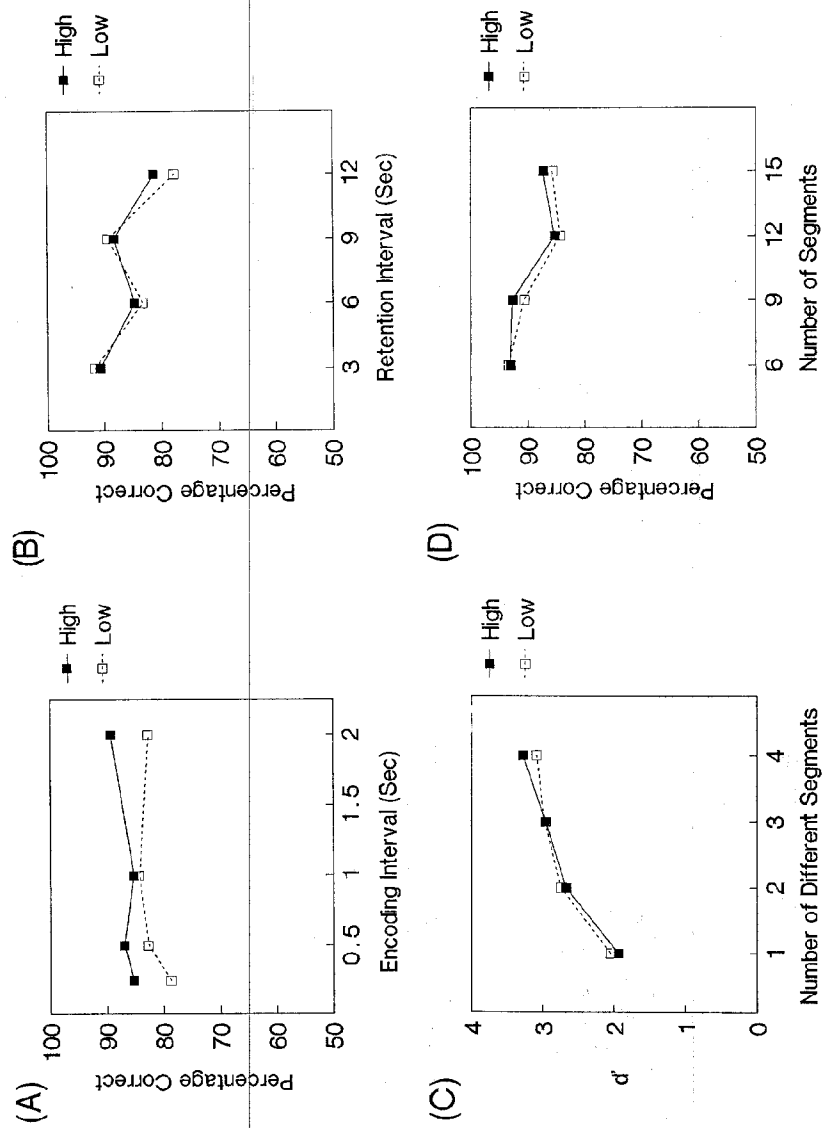 (A)
High
Low
Percentage Correct
100
90
80
70
60
50
0.5
1
1.5
2
Encoding Interval (Sec)
(B)
High
Low
Percentage Correct
100
90
80
70
60
50
3
6
9
12
Retention Interval (Sec)
(C)
High
Low
d'
4
3
2
1
0
1
2
3
4
Number of Different Segments
(D)
High
Low
Percentage Correct
100
90
80
70
60
50
6
9
12
15
Number of Segments